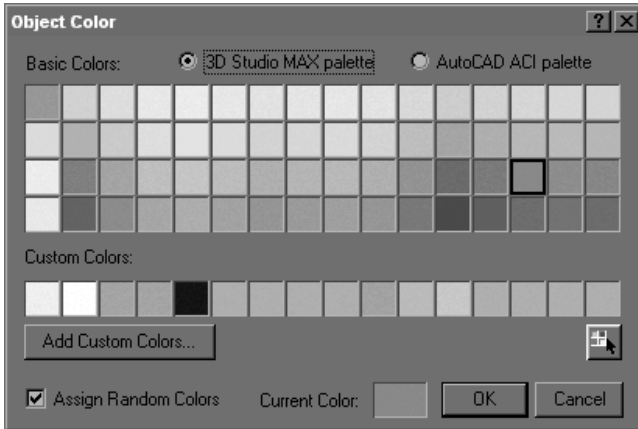 Object Color
Basic Colors: 3D Studio MAX palette AutoCAD ACI palette
Custom Colors:
Add Custom Colors...
Assign Random Colors Current Color: OK Cancel